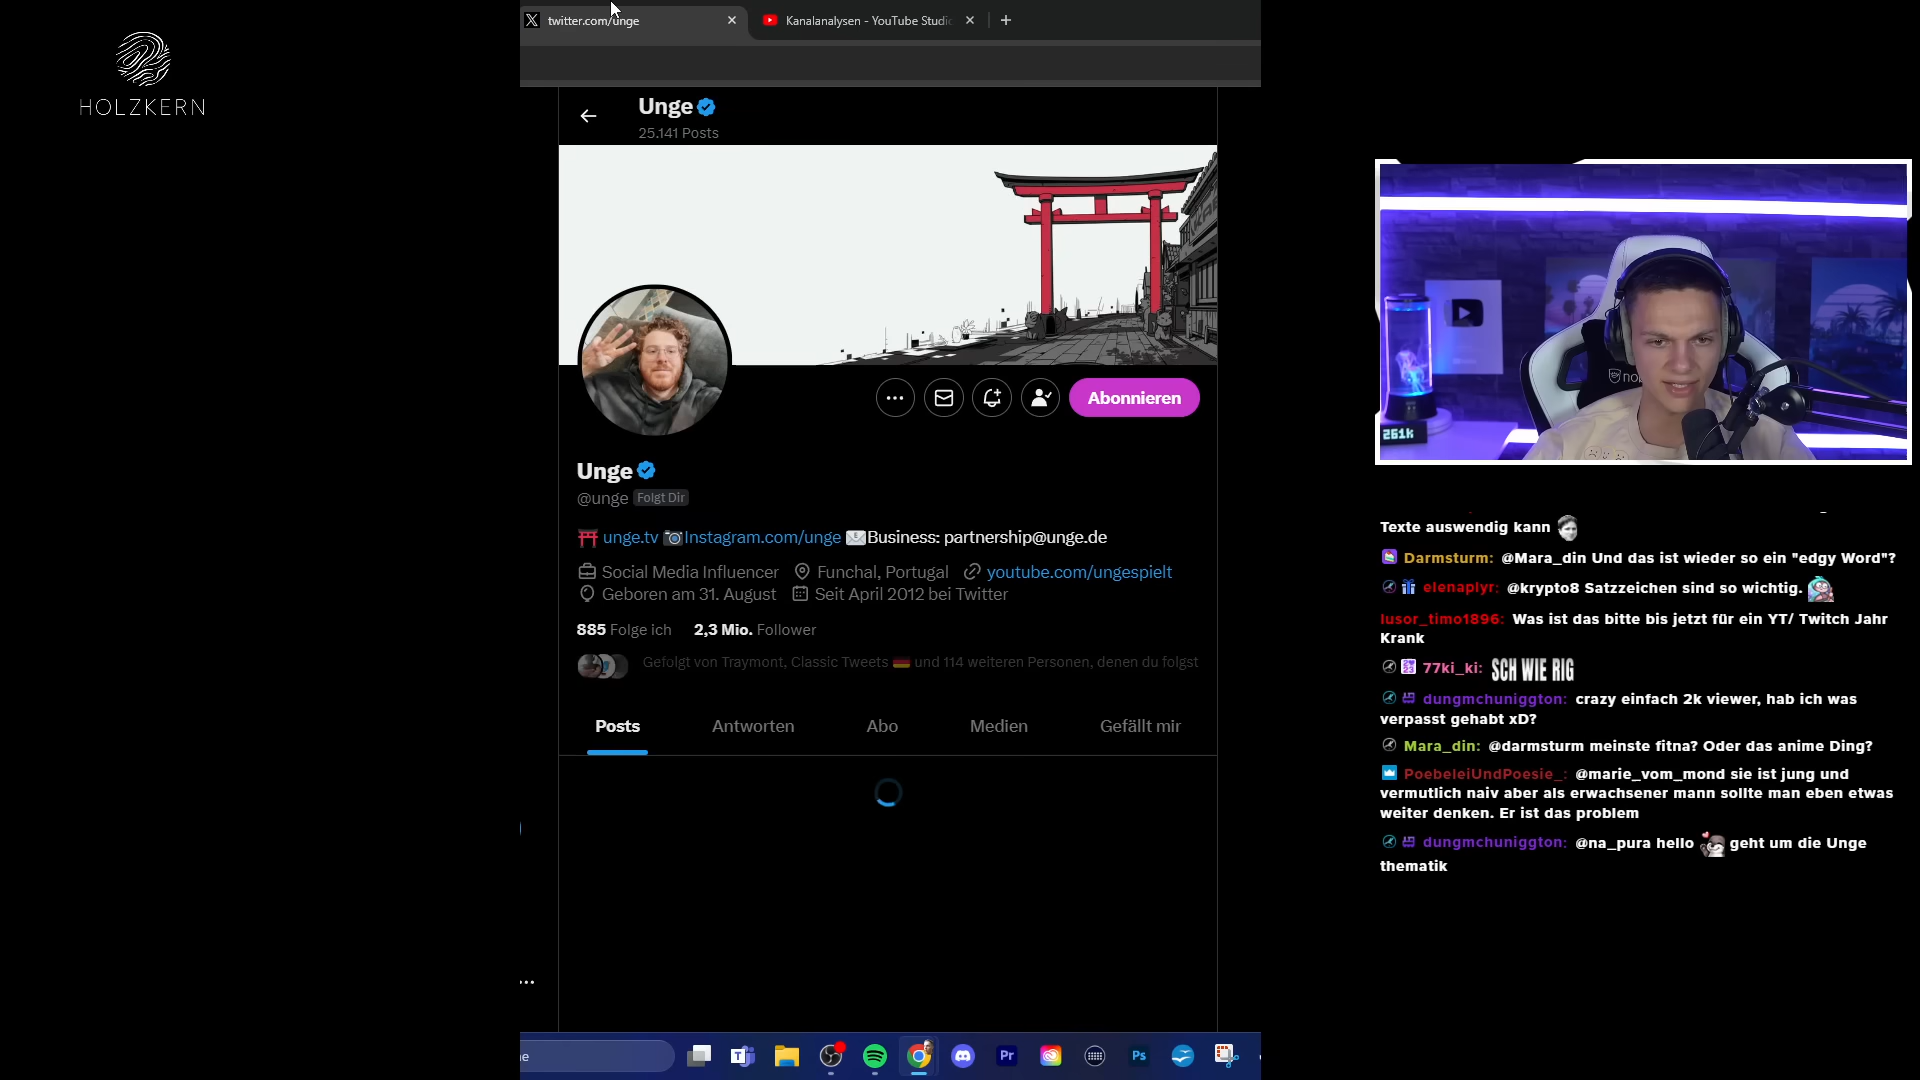 HOLZKERN
twitter.com/unge
Kanalanalysen - YouTube Studio
Unge
25.141 Posts
Abonnieren
Unge
@unge Folgt Dir
unge.tv Instagram.com/unge Business: partnership@unge.de
Social Media Influencer Funchal, Portugal youtube.com/ungespielt
Geboren am 31. August Seit April 2012 bei Twitter
885 Folge ich 2,3 Mio. Follower
Gefolgt von Traymont, Classic Tweets und 114 weiteren Personen, denen du folgst
Posts Antworten Abo Medien Gefällt mir
261k
Texte auswendig kann
Darmsturm: @Mara_din Und das ist wieder so ein "edgy Word"?
elenaplyr: @krypto8 Satzzeichen sind so wichtig.
lusor_timo1896: Was ist das bitte bis jetzt für ein YT/ Twitch Jahr
Krank
77ki_ki: SCH WIE RIG
dungmchuniggton: crazy einfach 2k viewer, hab ich was
verpasst gehabt xD?
Mara_din: @darmsturm meinste fitna? Oder das anime Ding?
PoebeleiUndPoesie_: @marie_vom_mond sie ist jung und
vermutlich naiv aber als erwachsener mann sollte man eben etwas
weiter denken. Er ist das problem
dungmchuniggton: @na_pura hello geht um die Unge
thematik
Pr
Ps